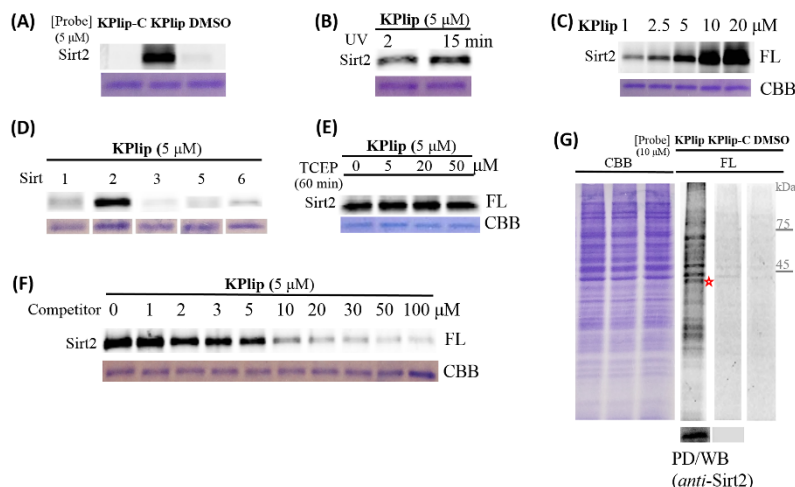 (A)
[Probe] KPlip-C KPlip DMSO
(5 μM)
Sirt2
(B)
KPlip (5 μM)
UV 2 15 min
Sirt2
(C)
KPlip 1 2.5 5 10 20 μM
Sirt2 FL
CBB
(D)
KPlip (5 μM)
Sirt 1 2 3 5 6
(E)
KPlip (5 μM)
TCEP 0 5 20 50 μM
(60 min)
Sirt2 FL
CBB
(F)
KPlip (5 μM)
Competitor 0 1 2 3 5 10 20 30 50 100 μM
Sirt2 FL
CBB
(G)
[Probe] KPlip KPlip-C DMSO
(10 μM)
CBB FL
kDa
75
45
PD/WB
(anti-Sirt2)